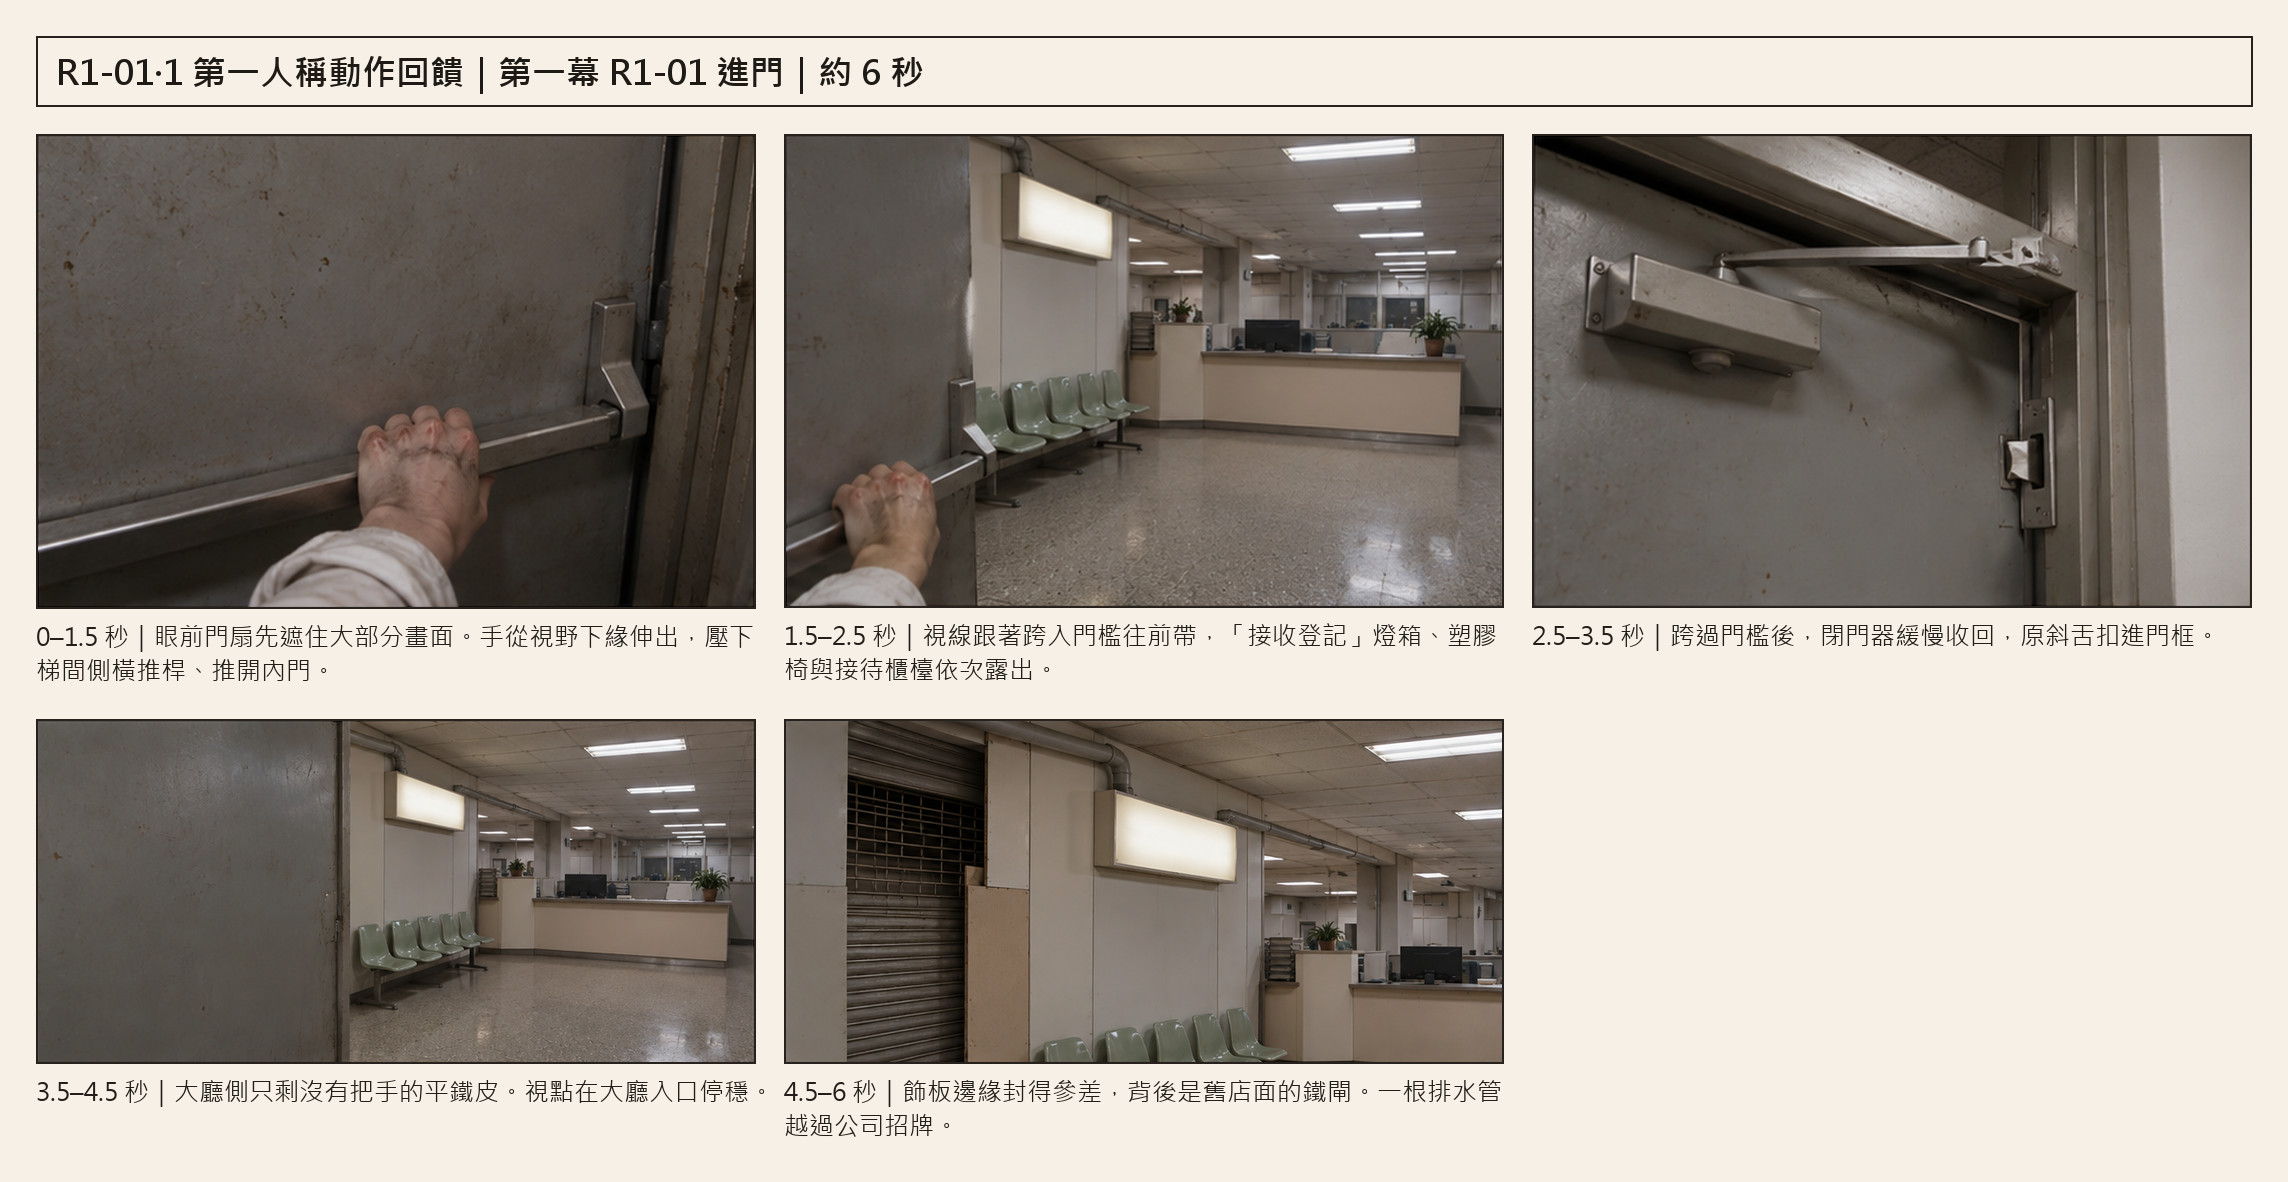 R1-01·1 第一人稱動作回饋｜第一幕 R1-01 進門｜約 6 秒
0–1.5 秒｜眼前門扇先遮住大部分畫面。手從視野下緣伸出，壓下
梯間側橫推桿、推開內門。
1.5–2.5 秒｜視線跟著跨入門檻往前帶，「接收登記」燈箱、塑膠
椅與接待櫃檯依次露出。
2.5–3.5 秒｜跨過門檻後，閉門器緩慢收回，原斜舌扣進門框。
3.5–4.5 秒｜大廳側只剩沒有把手的平鐵皮。視點在大廳入口停穩。
4.5–6 秒｜飾板邊緣封得參差，背後是舊店面的鐵閘。一根排水管
越過公司招牌。